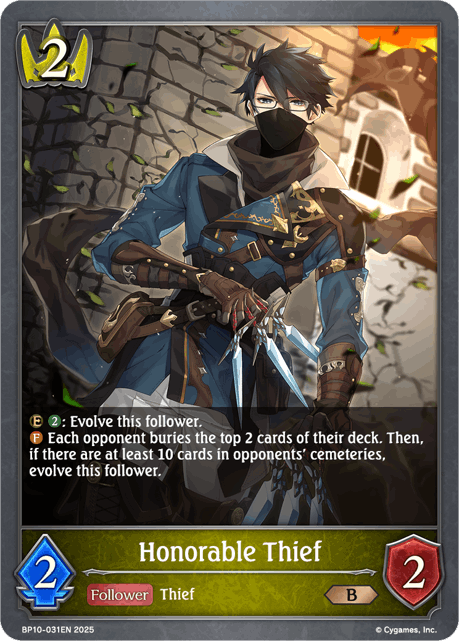 2
E 2: Evolve this follower.
F Each opponent buries the top 2 cards of their deck. Then,
if there are at least 10 cards in opponents' cemeteries,
evolve this follower.
Honorable Thief
2
Follower Thief
B
2
BP10-031EN 2025
© Cygames, Inc.